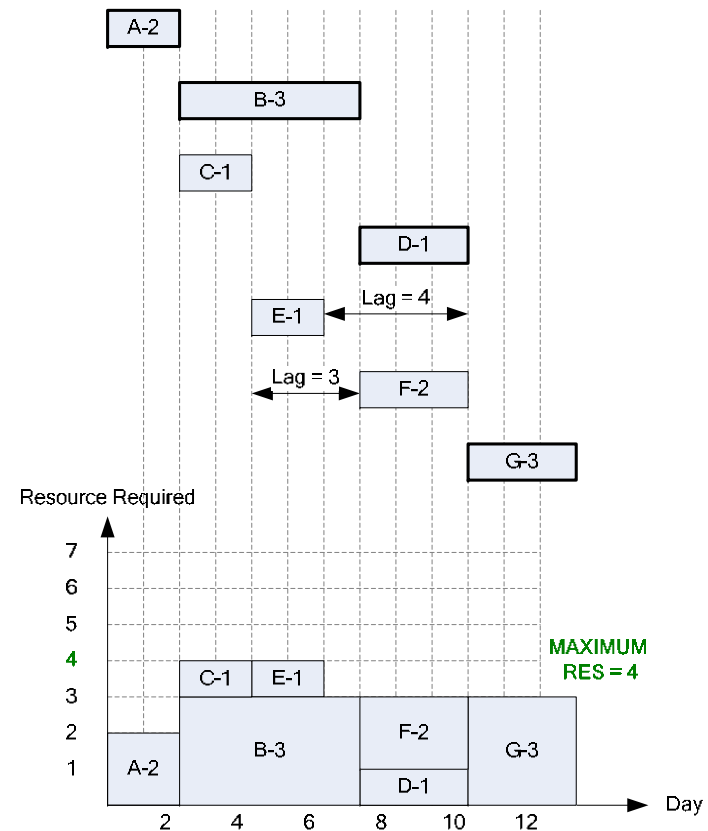 A-2
B-3
C-1
D-1
Lag = 4
E-1
Lag = 3
F-2
G-3
Resource Required
7
6
5
4
3
2
1
MAXIMUM
RES = 4
C-1
E-1
F-2
A-2
B-3
G-3
D-1
Day
2 4 6 8 10 12